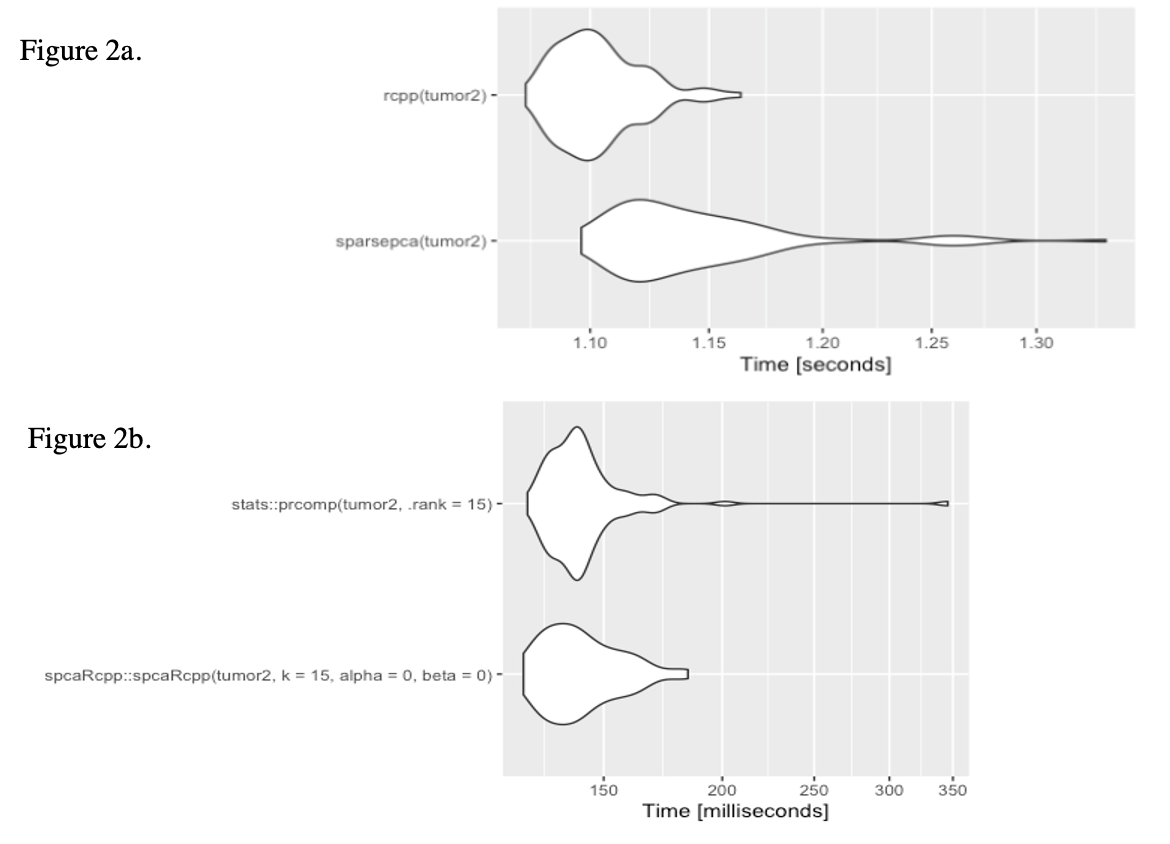 Figure 2a.
rcpp(tumor2)
sparsepca(tumor2)
1.10 1.15 1.20 1.25 1.30
Time [seconds]
Figure 2b.
stats::prcomp(tumor2, .rank = 15)
spcaRcpp::spcaRcpp(tumor2, k = 15, alpha = 0, beta = 0)
150 200 250 300 350
Time [milliseconds]